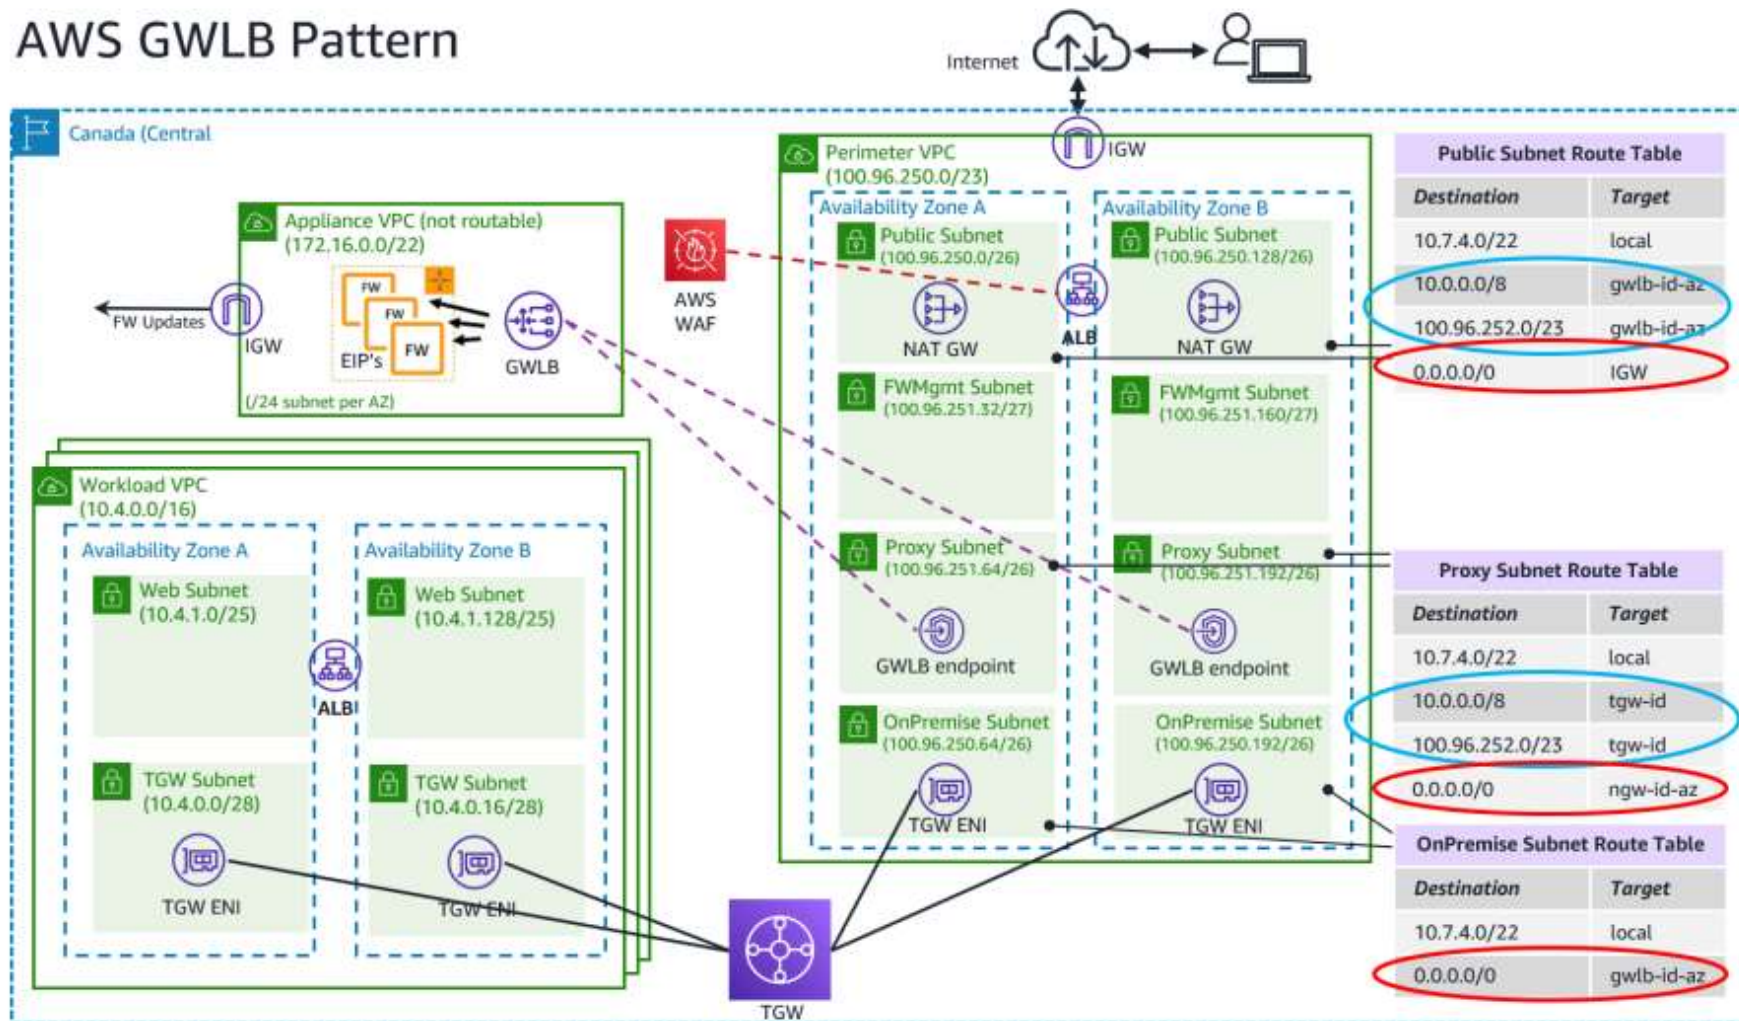 AWS GWLB Pattern
Internet
Canada (Central
IGW
Perimeter VPC
(100.96.250.0/23)
Appliance VPC (not routable)
(172.16.0.0/22)
FW
FW
FW
EIP's
GWLB
IGW
FW Updates
(/24 subnet per AZ)
AWS
WAF
Availability Zone A
Public Subnet
(100.96.250.0/26)
NAT GW
ALB
FWMgmt Subnet
(100.96.251.32/27)
Proxy Subnet
(100.96.251.64/26)
GWLB endpoint
OnPremise Subnet
(100.96.250.64/26)
TGW ENI
Availability Zone B
Public Subnet
(100.96.250.128/26)
NAT GW
FWMgmt Subnet
(100.96.251.160/27)
Proxy Subnet
(100.96.251.192/26)
GWLB endpoint
OnPremise Subnet
(100.96.250.192/26)
TGW ENI
Workload VPC
(10.4.0.0/16)
Availability Zone A
Web Subnet
(10.4.1.0/25)
ALB
TGW Subnet
(10.4.0.0/28)
TGW ENI
Availability Zone B
Web Subnet
(10.4.1.128/25)
TGW Subnet
(10.4.0.16/28)
TGW ENI
TGW
Public Subnet Route Table
Destination Target
10.7.4.0/22 local
10.0.0.0/8 gwlb-id-az
100.96.252.0/23 gwlb-id-az
0.0.0.0/0 IGW
Proxy Subnet Route Table
Destination Target
10.7.4.0/22 local
10.0.0.0/8 tgw-id
100.96.252.0/23 tgw-id
0.0.0.0/0 ngw-id-az
OnPremise Subnet Route Table
Destination Target
10.7.4.0/22 local
0.0.0.0/0 gwlb-id-az